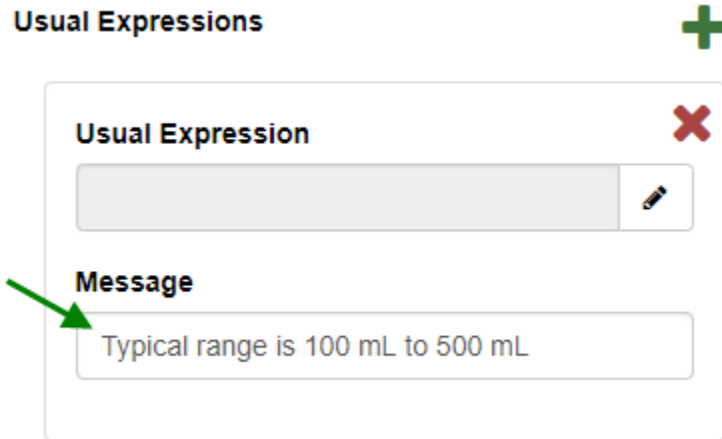 Usual Expressions
Usual Expression
Message
Typical range is 100 mL to 500 mL